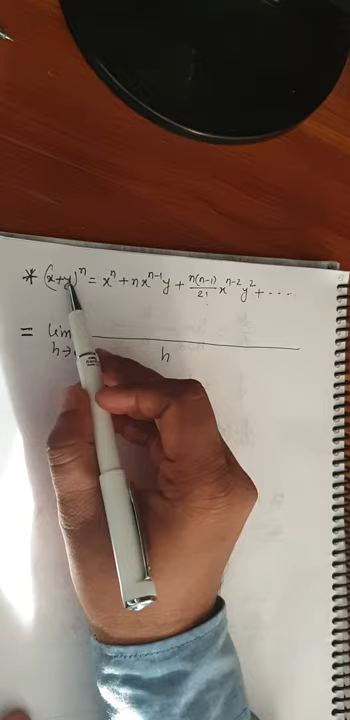 * (x+y)^n = x^n + nx^(n-1)y + n(n-1)/2! x^(n-2)y^2 + .....
= lim h→ ——— h